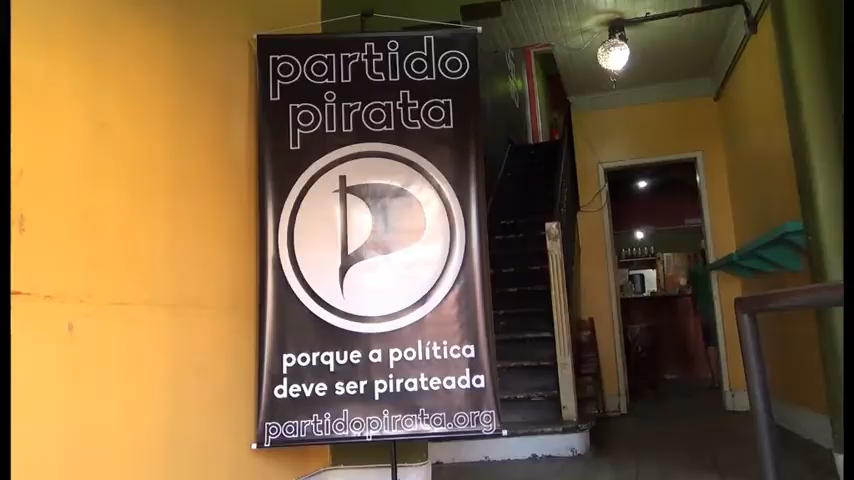 partido
pirata
porque a política
deve ser pirateada
partidopirata.org